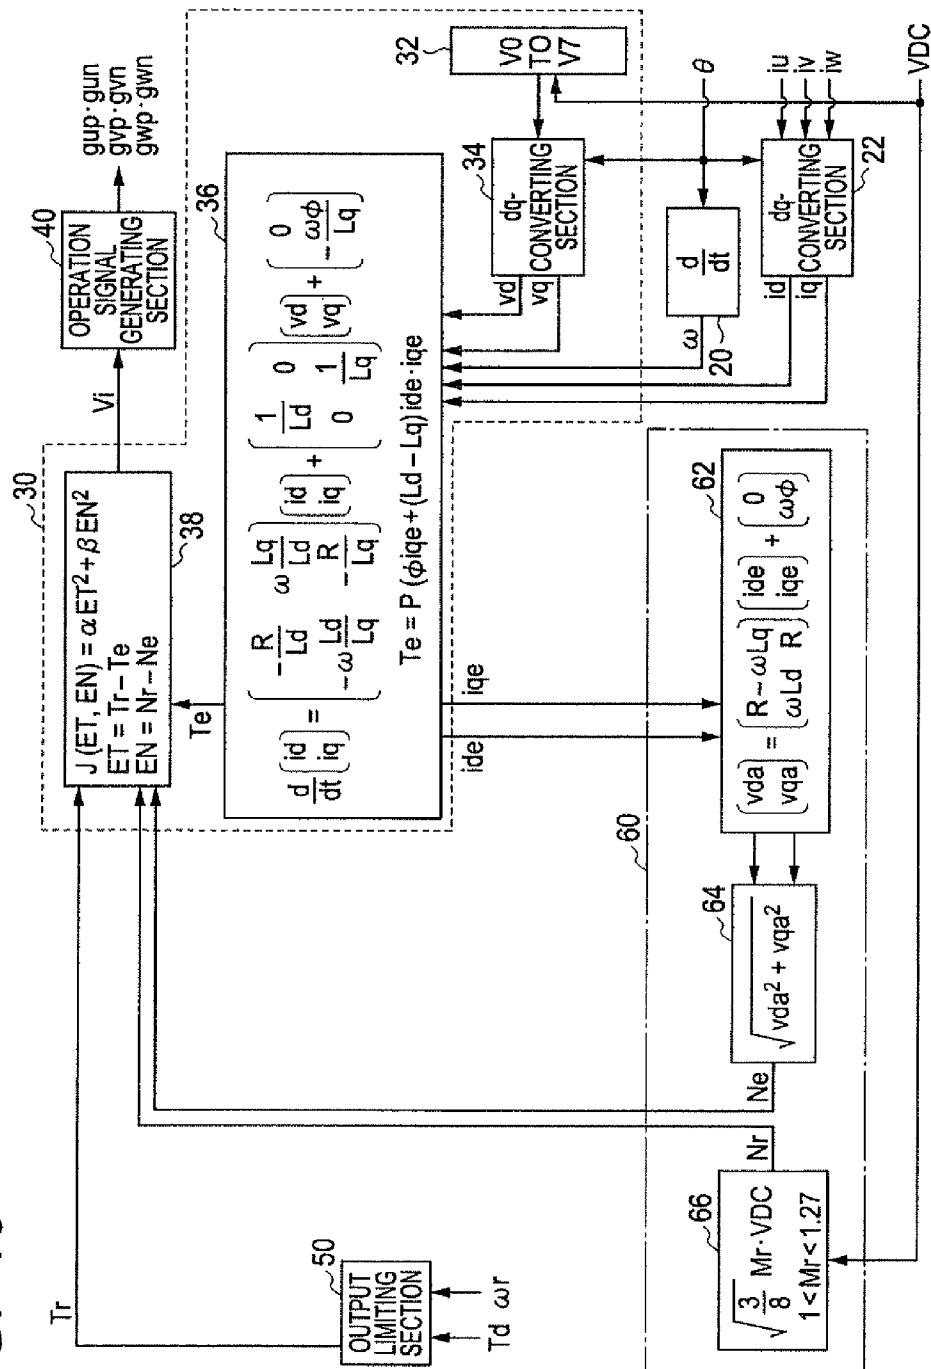 30
38
J (ET, EN) = αET² + βEN²
ET = Tr − Te
EN = Nr − Ne
Vi
40
OPERATION
SIGNAL
GENERATING
SECTION
gup·gun
gvp·gvn
gwp·gwn
Tr
Te
36
d/dt (id iq) = (−R/Ld ω Lq/Ld −ω Ld/Lq −R/Lq) (id iq) + (1/Ld 0 0 1/Lq) (vd vq) + (0 −ωφ/Lq)
Te = P (φiqe + (Ld − Lq) ide·iqe
32
V0
TO
V7
34
dq-
CONVERTING
SECTION
vd
vq
θ
d/dt
20
ω
22
dq-
CONVERTING
SECTION
id
iq
iu
iv
iw
VDC
ide
iqe
60
62
(vda vqa) = (R −ωLq ωLd R) (ide iqe) + (0 ωφ)
64
√vda² + vqa²
Ne
Nr
66
√3/8 Mr·VDC
1 < Mr < 1.27
50
OUTPUT
LIMITING
SECTION
Td ωr